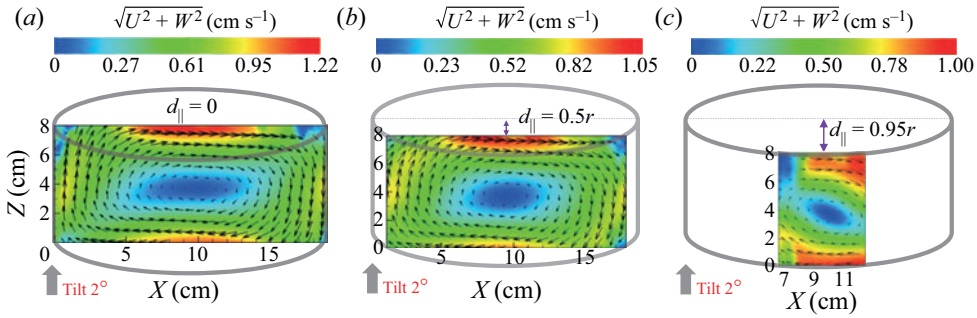 (a) √U² + W² (cm s⁻¹)
0 0.27 0.61 0.95 1.22
d∥ = 0
8
6
4
2
0
Z (cm)
5 10 15
X (cm)
Tilt 2°
(b) √U² + W² (cm s⁻¹)
0 0.23 0.52 0.82 1.05
d∥ = 0.5r
8
6
4
2
0
5 10 15
X (cm)
Tilt 2°
(c) √U² + W² (cm s⁻¹)
0 0.22 0.50 0.78 1.00
d∥ = 0.95r
8
6
4
2
0
7 9 11
X (cm)
Tilt 2°